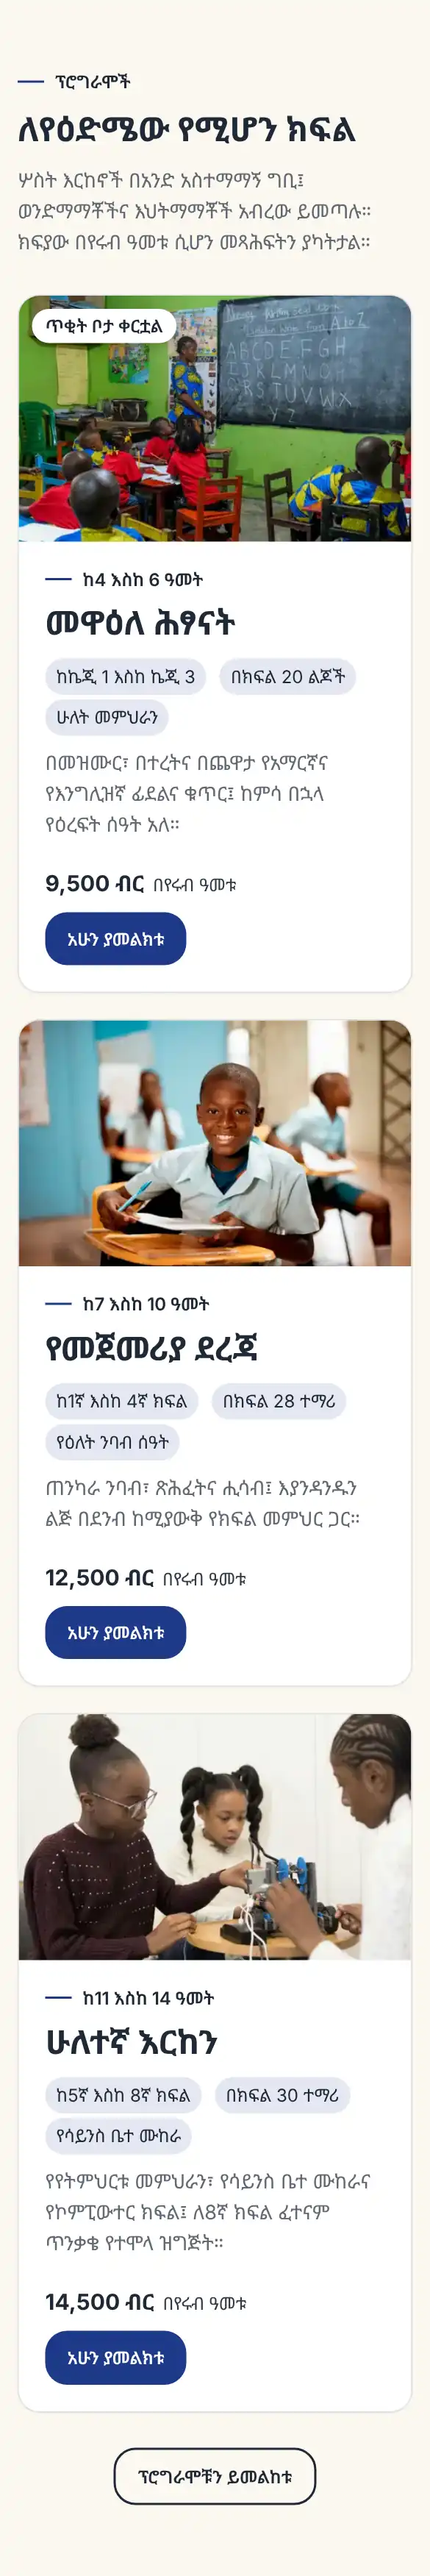 ፕሮግራሞች
ለየዕድሜው የሚሆን ክፍል
ሦስት እርከኖች በአንድ አስተማማኝ ግቢ፤
ወንድማማቾችና እህትማማቾች አብረው ይመጣሉ።
ክፍያው በየሩብ ዓመቱ ሲሆን መጻሕፍትን ያካትታል።
ጥቂት ቦታ ቀርቷል
A B C D E F G H
I J K L M N O P Q
R S T U V W X
Y Z
ከ4 እስከ 6 ዓመት
መዋዕለ ሕፃናት
ከኬጂ 1 እስከ ኬጂ 3
በክፍል 20 ልጆች
ሁለት መምህራን
በመዝሙር፣ በተረትና በጨዋታ የአማርኛና
የእንግሊዝኛ ፊደልና ቁጥር፤ ከምሳ በኋላ
የዕረፍት ሰዓት አለ።
9,500 ብር በየሩብ ዓመቱ
አሁን ያመልክቱ
ከ7 እስከ 10 ዓመት
የመጀመሪያ ደረጃ
ከ1ኛ እስከ 4ኛ ክፍል
በክፍል 28 ተማሪ
የዕለት ንባብ ሰዓት
ጠንካራ ንባብ፣ ጽሕፈትና ሒሳብ፤ እያንዳንዱን
ልጅ በደንብ ከሚያውቅ የክፍል መምህር ጋር።
12,500 ብር በየሩብ ዓመቱ
አሁን ያመልክቱ
ከ11 እስከ 14 ዓመት
ሁለተኛ እርከን
ከ5ኛ እስከ 8ኛ ክፍል
በክፍል 30 ተማሪ
የሳይንስ ቤተ ሙከራ
የየትምህርቱ መምህራን፣ የሳይንስ ቤተ ሙከራና
የኮምፒውተር ክፍል፤ ለ8ኛ ክፍል ፈተናም
ጥንቃቄ የተሞላ ዝግጅት።
14,500 ብር በየሩብ ዓመቱ
አሁን ያመልክቱ
ፕሮግራሞቹን ይመልከቱ